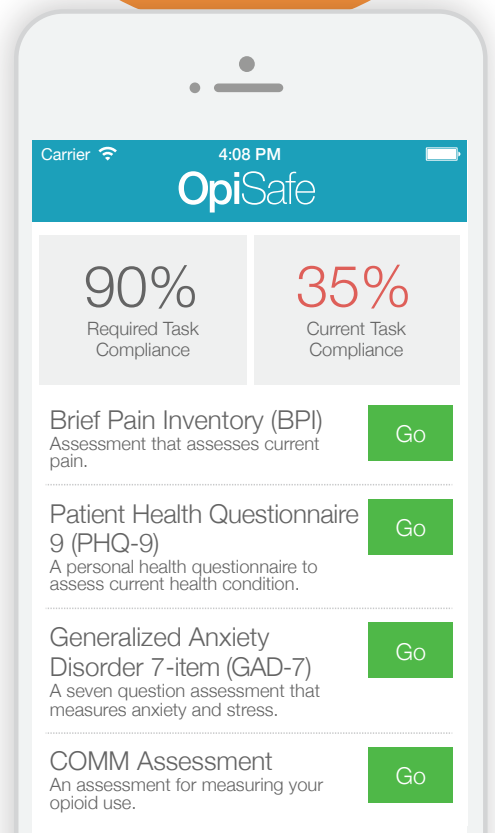 Carrier 4:08 PM
OpiSafe
90%
Required Task
Compliance
35%
Current Task
Compliance
Brief Pain Inventory (BPI)
Assessment that assesses current
pain.
Go
Patient Health Questionnaire
9 (PHQ-9)
A personal health questionnaire to
assess current health condition.
Go
Generalized Anxiety
Disorder 7-item (GAD-7)
A seven question assessment that
measures anxiety and stress.
Go
COMM Assessment
An assessment for measuring your
opioid use.
Go